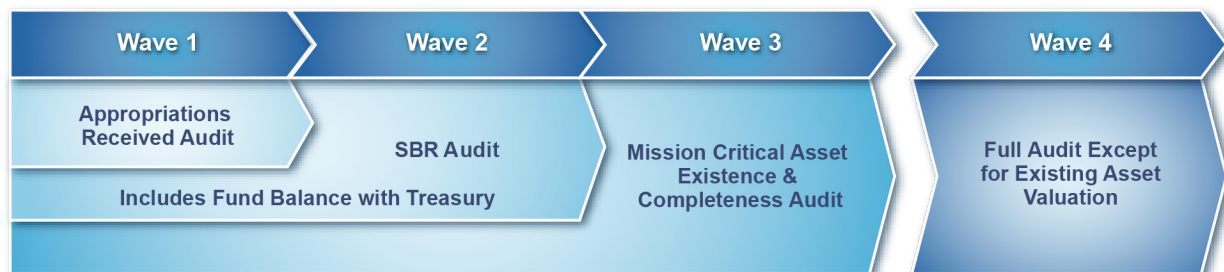 Wave 1
Wave 2
Wave 3
Wave 4
Appropriations
Received Audit
SBR Audit
Includes Fund Balance with Treasury
Mission Critical Asset
Existence &
Completeness Audit
Full Audit Except
for Existing Asset
Valuation